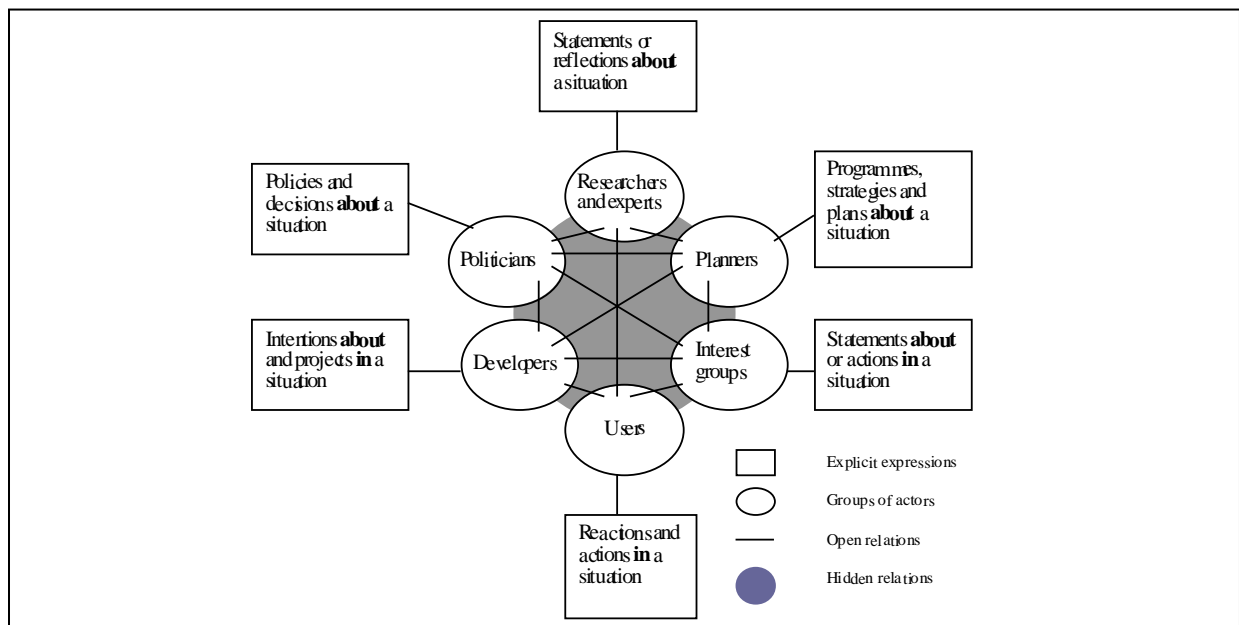 Statements or
reflections about
a situation
Policies and
decisions about a
situation
Researchers
and experts
Programmes,
strategies and
plans about a
situation
Politicians
Planners
Intentions about
and projects in a
situation
Developers
Interest
groups
Statements about
or actions in a
situation
Users
Reactions and
actions in a
situation
Explicit expressions
Groups of actors
Open relations
Hidden relations